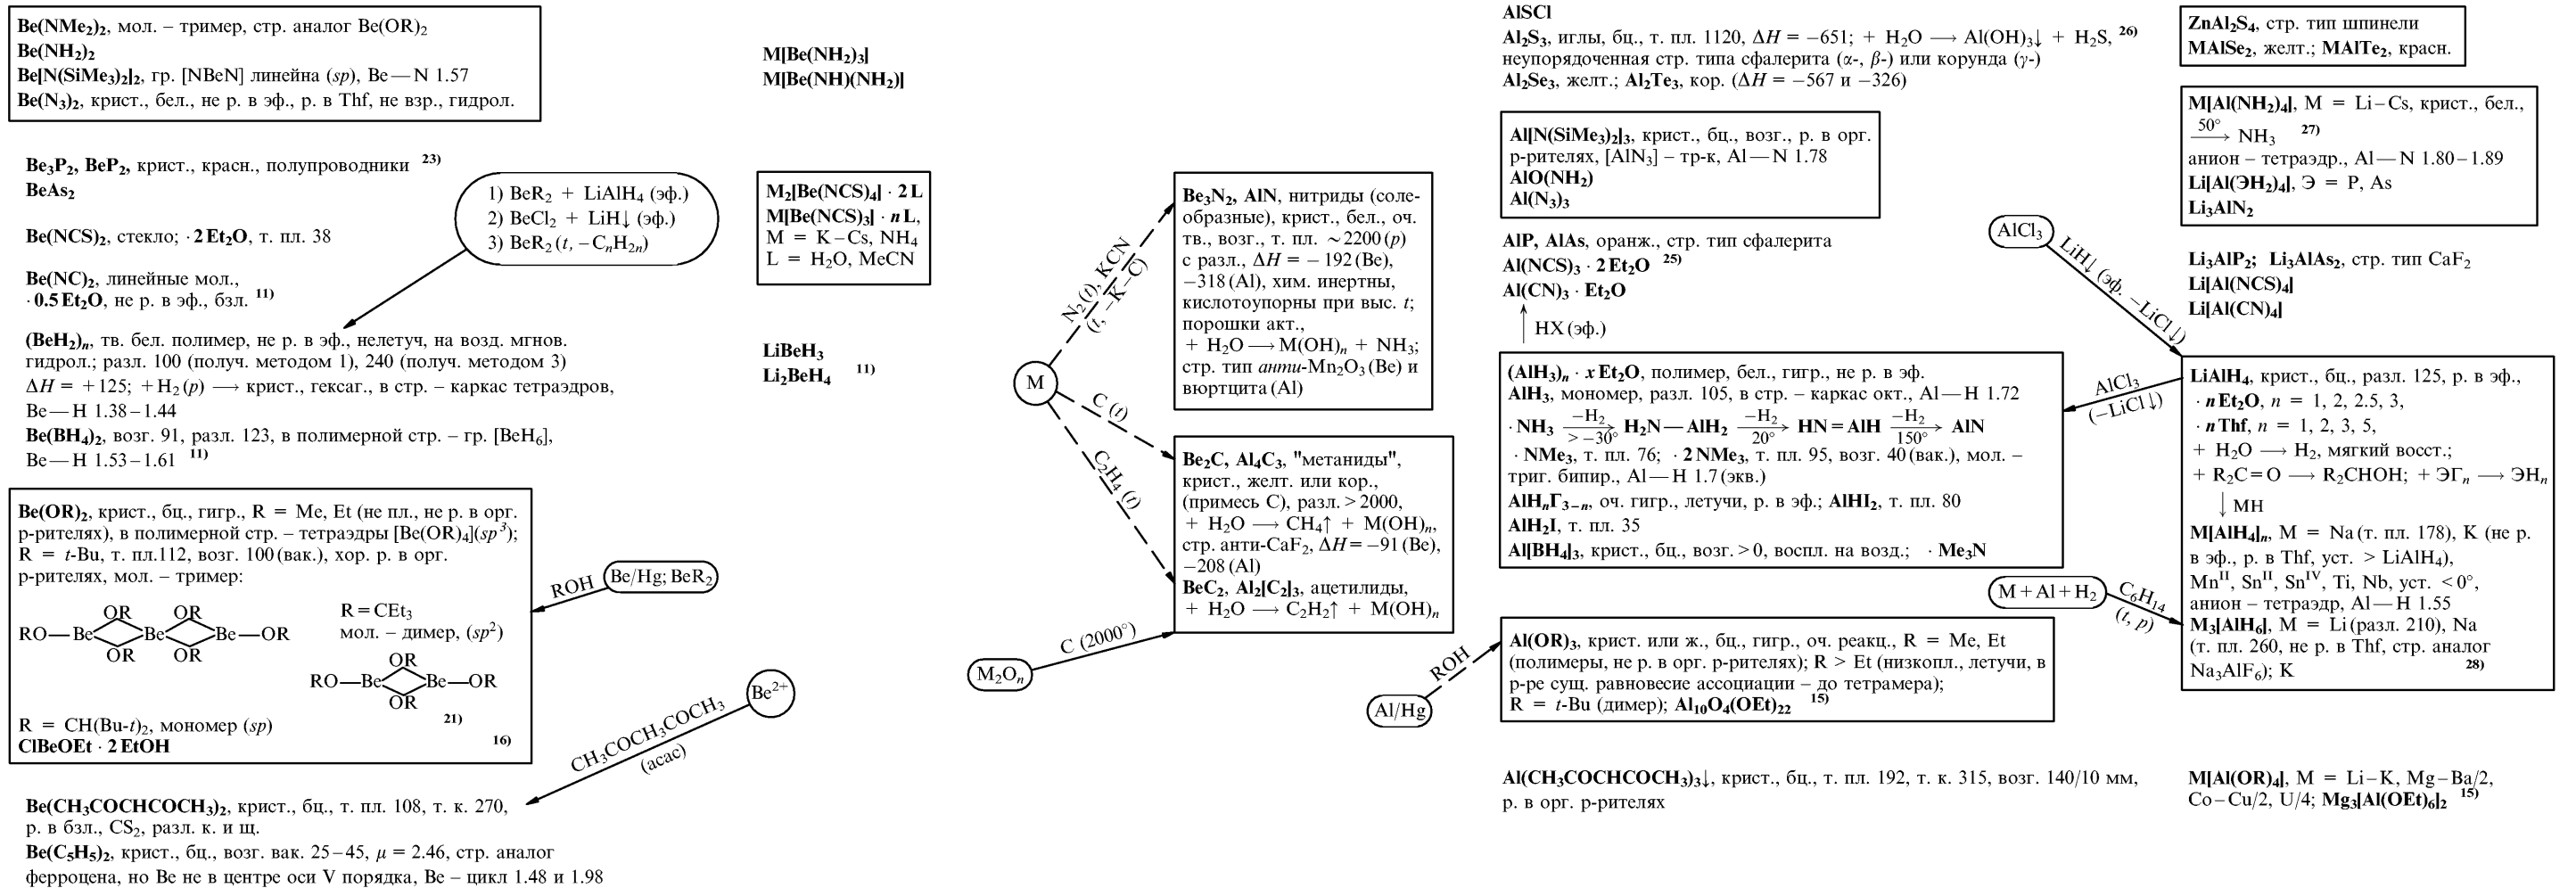 Be(NMe₂)₂, мол. – тример, стр. аналог Be(OR)₂
Be(NH₂)₂
Be[N(SiMe₃)₂]₂, гр. [NBeN] линейна (sp), Be—N 1.57
Be(N₃)₂, крист., бел., не р. в эф., р. в Thf, не взр., гидрол.
Be₃P₂, BeP₂, крист., красн., полупроводники ²³⁾
BeAs₂
1) BeR₂ + LiAlH₄ (эф.)
2) BeCl₂ + LiH↓ (эф.)
3) BeR₂ (t, –CₙH₂ₙ)
Be(NCS)₂, стекло; · 2 Et₂O, т. пл. 38
Be(NC)₂, линейные мол.,
· 0.5 Et₂O, не р. в эф., бзл. ¹¹⁾
(BeH₂)ₙ, тв. бел. полимер, не р. в эф., нелетуч, на возд. мгнов.
гидрол.; разл. 100 (получ. методом 1), 240 (получ. методом 3)
ΔH = +125; +H₂ (p) ⟶ крист., гексаг., в стр. – каркас тетраэдров,
Be—H 1.38–1.44
Be(BH₄)₂, возг. 91, разл. 123, в полимерной стр. – гр. [BeH₆],
Be—H 1.53–1.61 ¹¹⁾
Be(OR)₂, крист., бц., гигр., R = Me, Et (не пл., не р. в орг.
р-рителях), в полимерной стр. – тетраэдры [Be(OR)₄](sp³);
R = t-Bu, т. пл.112, возг. 100 (вак.), хор. р. в орг.
р-рителях, мол. – тример:
OR OR
RO—Be Be Be—OR
OR OR
R = CEt₃
мол. – димер, (sp²)
OR
RO—Be Be—OR
OR
R = CH(Bu-t)₂, мономер (sp) ²¹⁾
ClBeOEt · 2 EtOH ¹⁶⁾
ROH
Be/Hg; BeR₂
Be²⁺
CH₃COCH₂COCH₃
(acac)
Be(CH₃COCHCOCH₃)₂, крист., бц., т. пл. 108, т. к. 270,
р. в бзл., CS₂, разл. к. и щ.
Be(C₅H₅)₂, крист., бц., возг. вак. 25–45, μ = 2.46, стр. аналог
ферроцена, но Be не в центре оси V порядка, Be – цикл 1.48 и 1.98
M[Be(NH₂)₃]
M[Be(NH)(NH₂)]
M₂[Be(NCS)₄] · 2 L
M[Be(NCS)₃] · n L,
M = K–Cs, NH₄
L = H₂O, MeCN
LiBeH₃
Li₂BeH₄ ¹¹⁾
M
N₂(t), KCN
(t, –K–C)
C (t)
C₂H₄ (t)
M₂Oₙ
C (2000°)
Be₃N₂, AlN, нитриды (соле-
образные), крист., бел., оч.
тв., возг., т. пл. ~2200 (p)
с разл., ΔH = –192 (Be),
–318 (Al), хим. инертны,
кислотоупорны при выс. t;
порошки акт.,
+ H₂O ⟶ M(OH)ₙ + NH₃;
стр. тип анти-Mn₂O₃ (Be) и
вюртцита (Al)
Be₂C, Al₄C₃, "метаниды",
крист., желт. или кор.,
(примесь C), разл. > 2000,
+ H₂O ⟶ CH₄↑ + M(OH)ₙ,
стр. анти-CaF₂, ΔH = –91 (Be),
–208 (Al)
BeC₂, Al₂[C₂]₃, ацетилиды,
+ H₂O ⟶ C₂H₂↑ + M(OH)ₙ
AlSCl
Al₂S₃, иглы, бц., т. пл. 1120, ΔH = –651; + H₂O ⟶ Al(OH)₃↓ + H₂S, ²⁶⁾
неупорядоченная стр. типа сфалерита (α-, β-) или корунда (γ-)
Al₂Se₃, желт.; Al₂Te₃, кор. (ΔH = –567 и –326)
Al[N(SiMe₃)₂]₃, крист., бц., возг., р. в орг.
р-рителях, [AlN₃] – тр-к, Al—N 1.78
AlO(NH₂)
Al(N₃)₃
AlP, AlAs, оранж., стр. тип сфалерита
Al(NCS)₃ · 2 Et₂O ²⁵⁾
Al(CN)₃ · Et₂O
↑ HX (эф.)
(AlH₃)ₙ · x Et₂O, полимер, бел., гигр., не р. в эф.
AlH₃, мономер, разл. 105, в стр. – каркас окт., Al—H 1.72
–H₂ –H₂ –H₂
· NH₃ ⟶ H₂N—AlH₂ ⟶ HN=AlH ⟶ AlN
> –30° 20° 150°
· NMe₃, т. пл. 76; · 2 NMe₃, т. пл. 95, возг. 40 (вак.), мол. –
триг. бипир., Al—H 1.7 (экв.)
AlHₙГ₃₋ₙ, оч. гигр., летучи, р. в эф.; AlHI₂, т. пл. 80
AlH₂I, т. пл. 35
Al[BH₄]₃, крист., бц., возг. > 0, воспл. на возд.; · Me₃N
Al/Hg
ROH
Al(OR)₃, крист. или ж., бц., гигр., оч. реакц., R = Me, Et
(полимеры, не р. в орг. р-рителях); R > Et (низкопл., летучи, в
р-ре сущ. равновесие ассоциации – до тетрамера);
R = t-Bu (димер); Al₁₀O₄(OEt)₂₂ ¹⁵⁾
Al(CH₃COCHCOCH₃)₃↓, крист., бц., т. пл. 192, т. к. 315, возг. 140/10 мм,
р. в орг. р-рителях
ZnAl₂S₄, стр. тип шпинели
MAlSe₂, желт.; MAlTe₂, красн.
M[Al(NH₂)₄], M = Li–Cs, крист., бел.,
50°
⟶ NH₃ ²⁷⁾
анион – тетраэдр., Al—N 1.80–1.89
Li[Al(ЭH₂)₄], Э = P, As
Li₃AlN₂
Li₃AlP₂; Li₃AlAs₂, стр. тип CaF₂
Li[Al(NCS)₄]
Li[Al(CN)₄]
AlCl₃
LiH↓ (эф. –LiCl↓)
AlCl₃
(–LiCl↓)
LiAlH₄, крист., бц., разл. 125, р. в эф.,
· n Et₂O, n = 1, 2, 2.5, 3,
· n Thf, n = 1, 2, 3, 5,
+ H₂O ⟶ H₂, мягкий восст.;
+ R₂C=O ⟶ R₂CHOH; + ЭГₙ ⟶ ЭHₙ
↓ MH
M[AlH₄]ₙ, M = Na (т. пл. 178), K (не р.
в эф., р. в Thf, уст. > LiAlH₄),
Mnᴵᴵ, Snᴵᴵ, Snᴵⱽ, Ti, Nb, уст. < 0°,
анион – тетраэдр, Al—H 1.55
M₃[AlH₆], M = Li (разл. 210), Na
(т. пл. 260, не р. в Thf, стр. аналог
Na₃AlF₆); K ²⁸⁾
M + Al + H₂
C₆H₁₄
(t, p)
M[Al(OR)₄], M = Li–K, Mg–Ba/2,
Co–Cu/2, U/4; Mg₃[Al(OEt)₆]₂ ¹⁵⁾